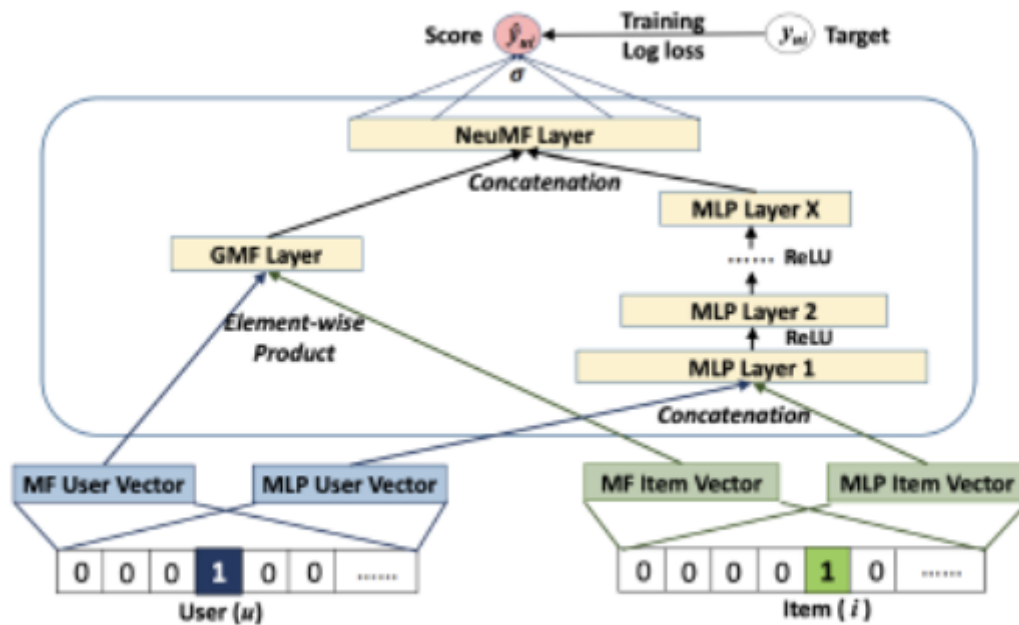 Score ŷui Training yui Target
Log loss
σ
NeuMF Layer
Concatenation
MLP Layer X
GMF Layer
...... ReLU
Element-wise
Product
MLP Layer 2
ReLU
MLP Layer 1
Concatenation
MF User Vector MLP User Vector MF Item Vector MLP Item Vector
0 0 0 1 0 0 ...... 0 0 0 0 1 0 ......
User (u) Item ( i )